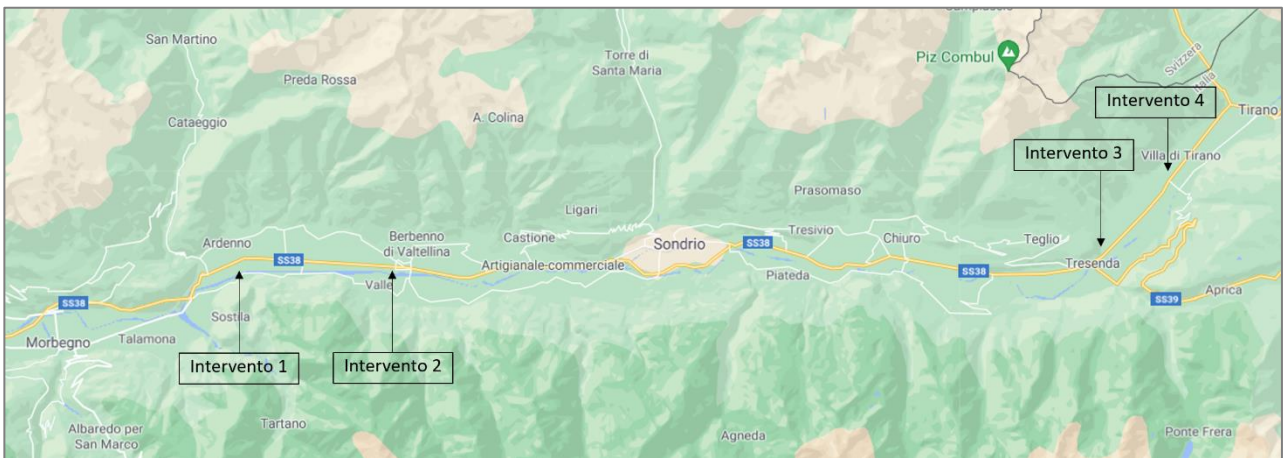 San Martino
Preda Rossa
Torre di
Santa Maria
Piz Combul
Svizzera
Italia
Intervento 4
Tirano
A. Colina
Cataeggio
Intervento 3
Villa di Tirano
Prasomaso
Ligari
Ardenno
Berbenno
di Valtellina
Castione
Sondrio
SS38
Tresivio
Chiuro
Teglio
SS38
Artigianale-commerciale
Tresenda
SS38
Valle
Piateda
SS39
Aprica
SS38
Sostila
Morbegno
Talamona
Intervento 1
Intervento 2
Tartano
Albaredo per
San Marco
Agneda
Ponte Frera